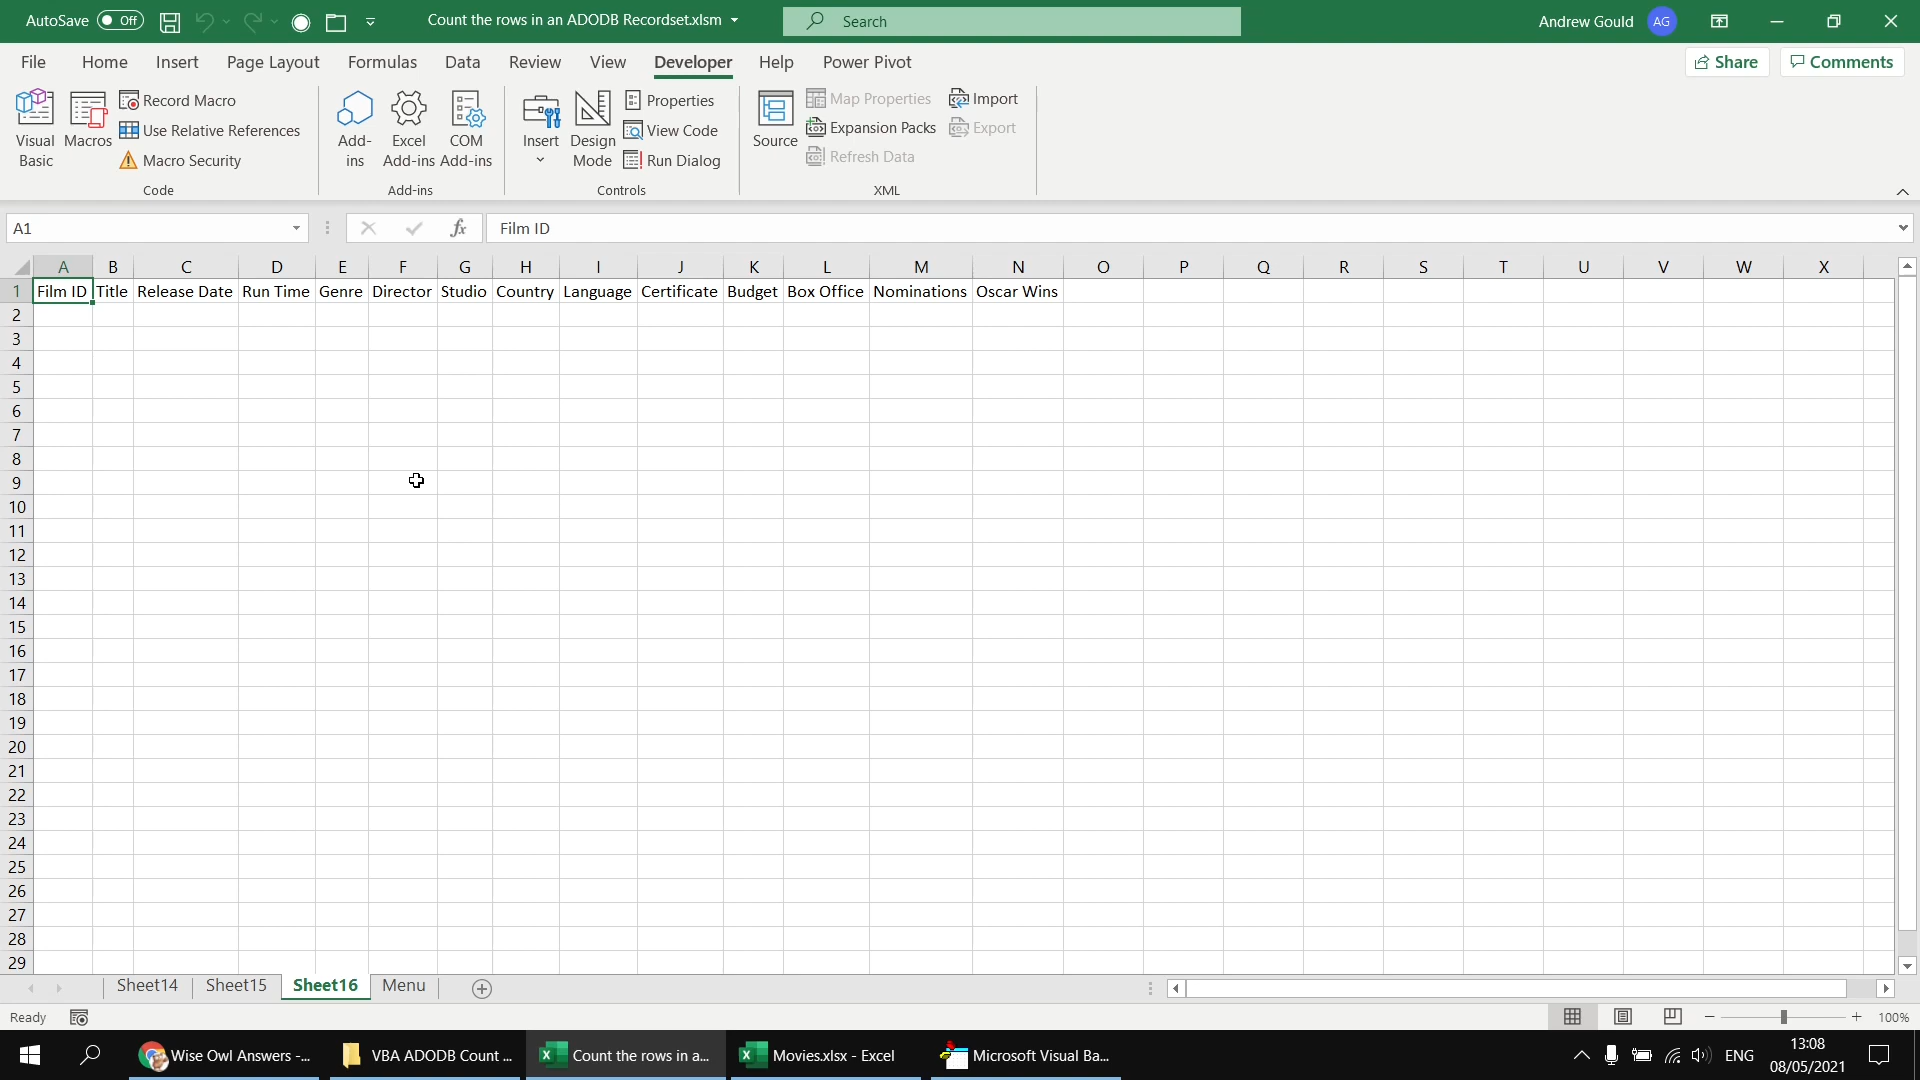 AutoSave Off Count the rows in an ADODB Recordset.xlsm Search Andrew Gould AG
File Home Insert Page Layout Formulas Data Review View Developer Help Power Pivot Share Comments
Visual Basic
Macros
Record Macro
Use Relative References
Macro Security
Code
Add-ins
Excel Add-ins
COM Add-ins
Add-ins
Insert
Design Mode
Properties
View Code
Run Dialog
Controls
Source
Map Properties
Expansion Packs
Refresh Data
Import
Export
XML
A1 fx Film ID
A B C D E F G H I J K L M N O P Q R S T U V W X
1 Film ID Title Release Date Run Time Genre Director Studio Country Language Certificate Budget Box Office Nominations Oscar Wins
2
3
4
5
6
7
8
9
10
11
12
13
14
15
16
17
18
19
20
21
22
23
24
25
26
27
28
29
Sheet14 Sheet15 Sheet16 Menu
Ready 100%
Wise Owl Answers -... VBA ADODB Count ... Count the rows in a... Movies.xlsx - Excel Microsoft Visual Ba... ENG 13:08
08/05/2021